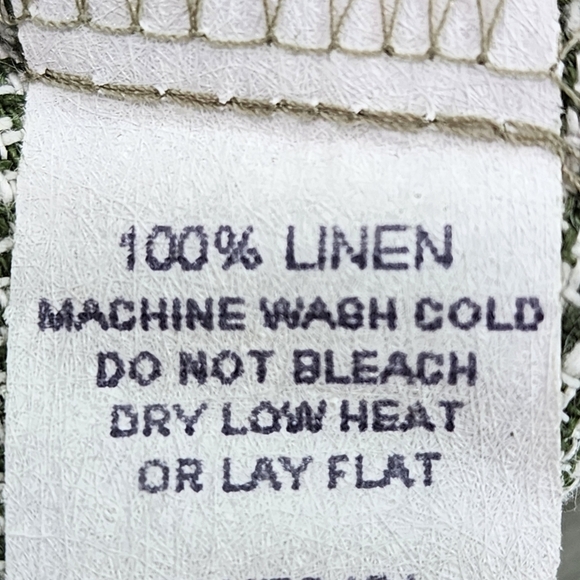 100% LINEN
MACHINE WASH COLD
DO NOT BLEACH
DRY LOW HEAT
OR LAY FLAT